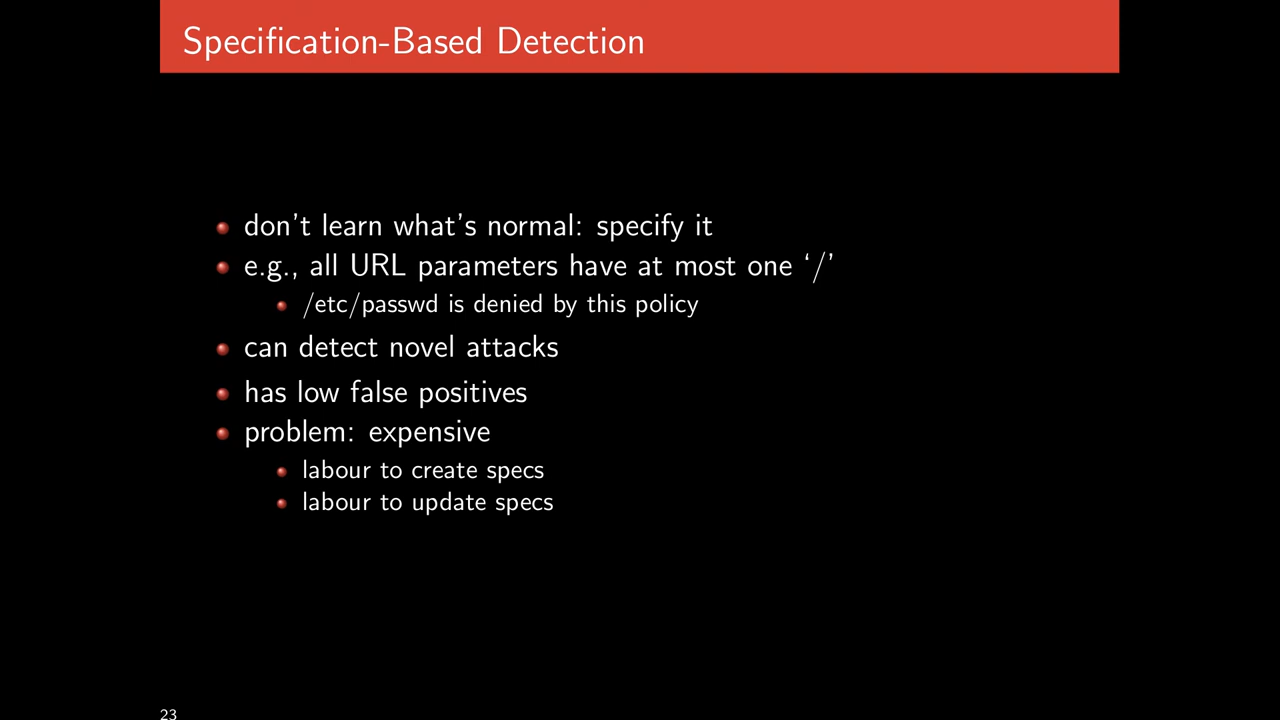 Specification-Based Detection
don't learn what's normal: specify it
e.g., all URL parameters have at most one ‘/’
/etc/passwd is denied by this policy
can detect novel attacks
has low false positives
problem: expensive
labour to create specs
labour to update specs
23